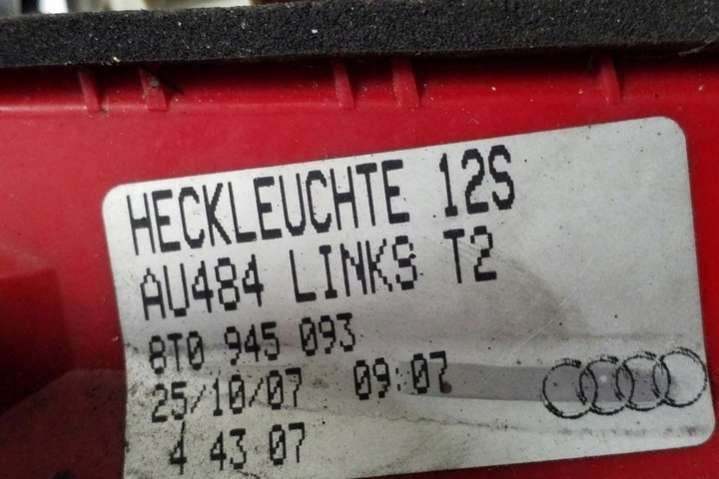 HECKLEUCHTE 12S
AU484 LINKS T2
8T0 945 093
25/10/07 09:07
4 43 07